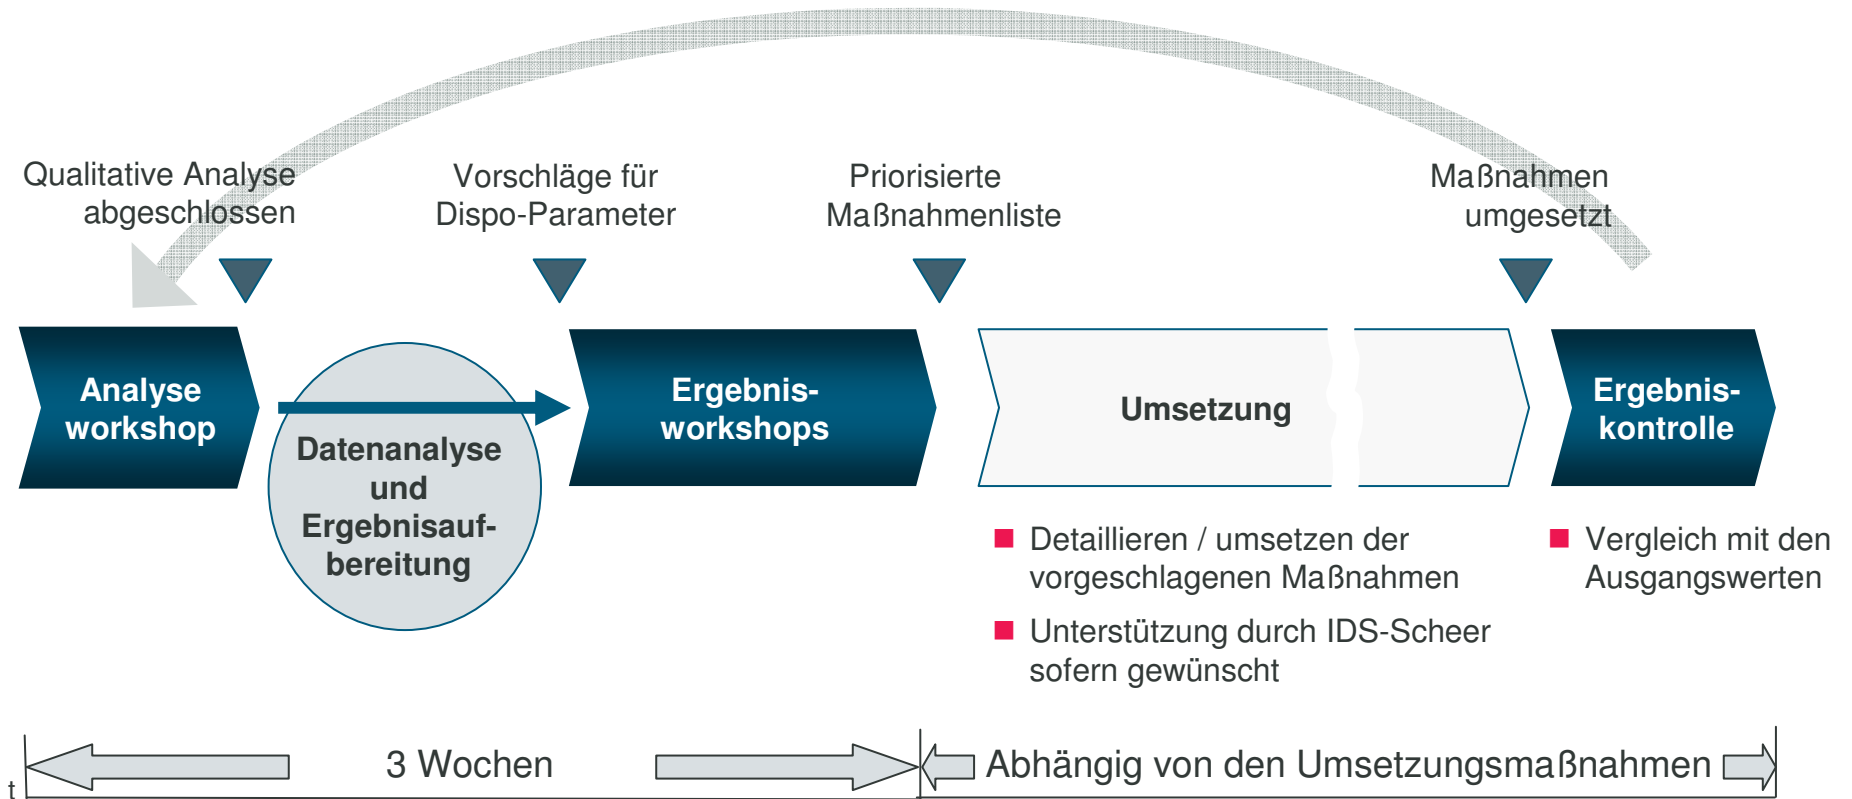 Qualitative Analyse
abgeschlossen
Vorschläge für
Dispo-Parameter
Priorisierte
Maßnahmenliste
Maßnahmen
umgesetzt
Analyse
workshop
Datenanalyse
und
Ergebnisauf-
bereitung
Ergebnis-
workshops
Umsetzung
Ergebnis-
kontrolle
Detaillieren / umsetzen der
vorgeschlagenen Maßnahmen
Unterstützung durch IDS-Scheer
sofern gewünscht
Vergleich mit den
Ausgangswerten
3 Wochen
Abhängig von den Umsetzungsmaßnahmen
t